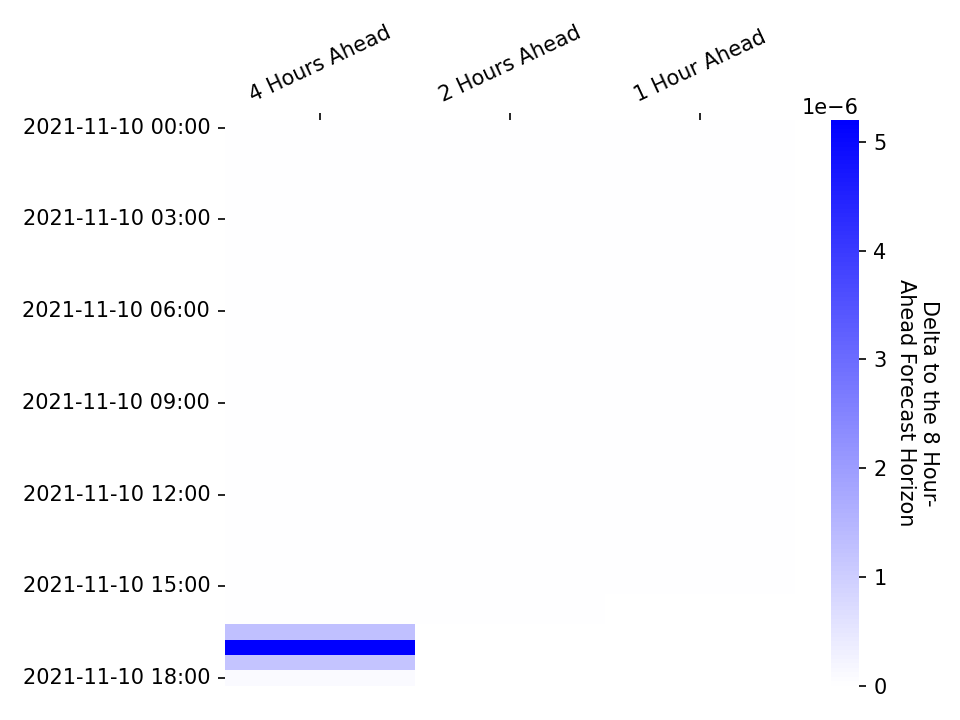 4 Hours Ahead
2 Hours Ahead
1 Hour Ahead
2021-11-10 00:00
2021-11-10 03:00
2021-11-10 06:00
2021-11-10 09:00
2021-11-10 12:00
2021-11-10 15:00
2021-11-10 18:00
1e−6
5
4
3
2
1
0
Delta to the 8 Hour-
Ahead Forecast Horizon